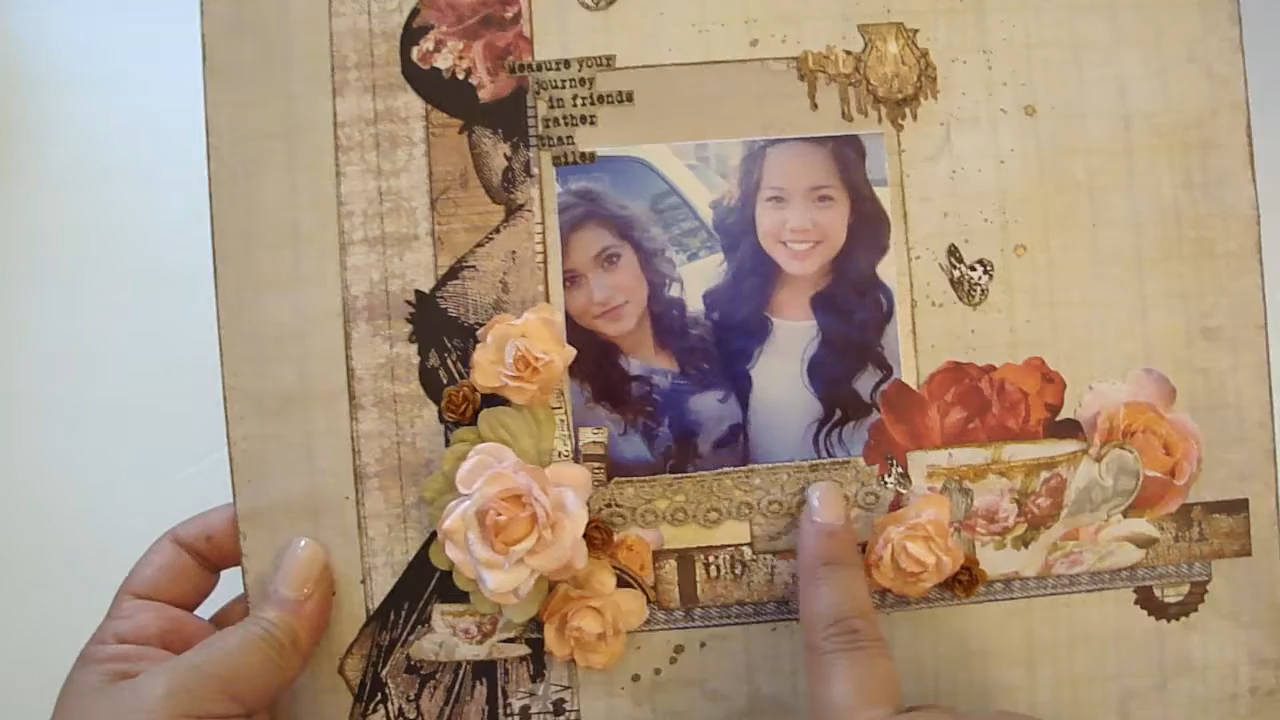 Measure your
journey
in friends
rather
than
miles